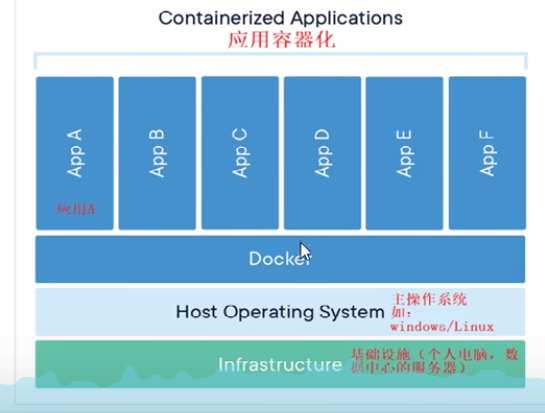 Containerized Applications
应用容器化
App A
App B
App C
App D
App E
App F
应用A
Docker
Host Operating System
主操作系统
如:
windows/Linux
Infrastructure
基础设施（个人电脑，数
据中心的服务器）